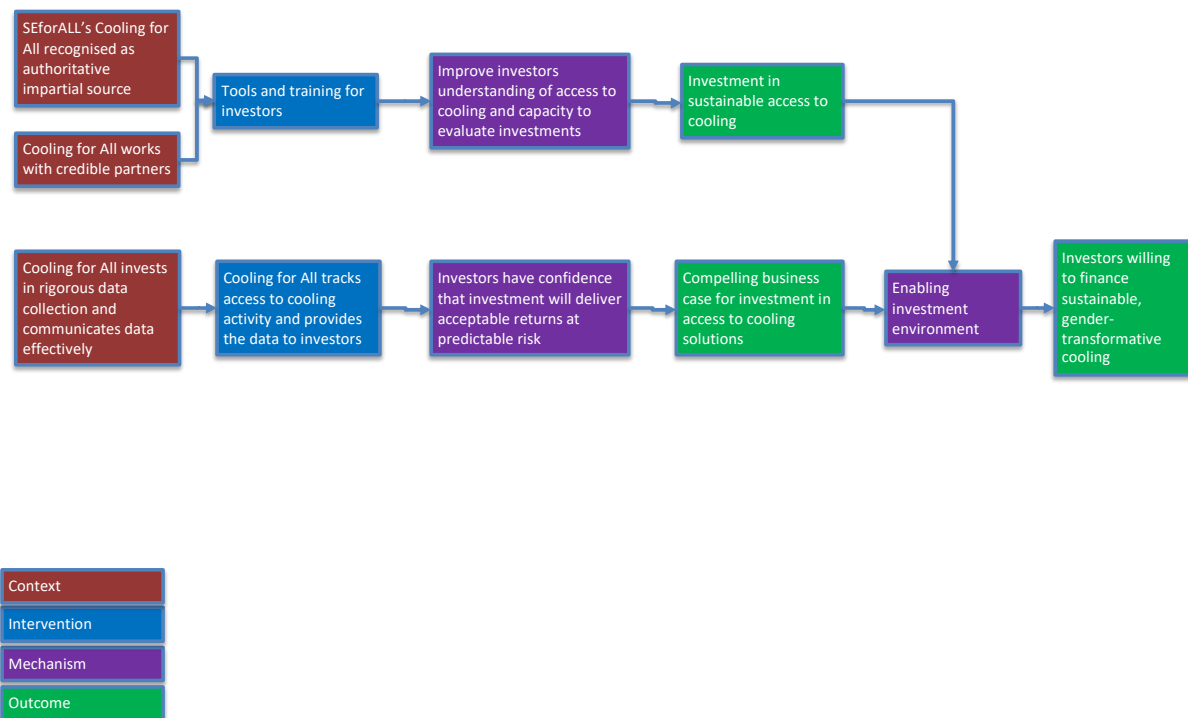 SEforALL's Cooling for
All recognised as
authoritative
impartial source
Cooling for All works
with credible partners
Tools and training for
investors
Improve investors
understanding of access to
cooling and capacity to
evaluate investments
Investment in
sustainable access to
cooling
Cooling for All invests
in rigorous data
collection and
communicates data
effectively
Cooling for All tracks
access to cooling
activity and provides
the data to investors
Investors have confidence
that investment will deliver
acceptable returns at
predictable risk
Compelling business
case for investment in
access to cooling
solutions
Enabling
investment
environment
Investors willing
to finance
sustainable,
gender-
transformative
cooling
Context
Intervention
Mechanism
Outcome